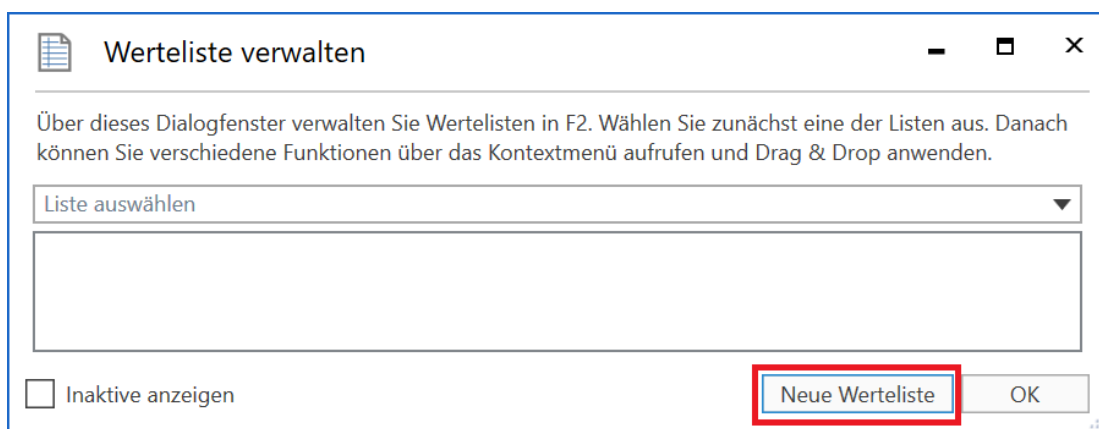 Werteliste verwalten
Über dieses Dialogfenster verwalten Sie Wertelisten in F2. Wählen Sie zunächst eine der Listen aus. Danach
können Sie verschiedene Funktionen über das Kontextmenü aufrufen und Drag & Drop anwenden.
Liste auswählen
Inaktive anzeigen
Neue Werteliste
OK